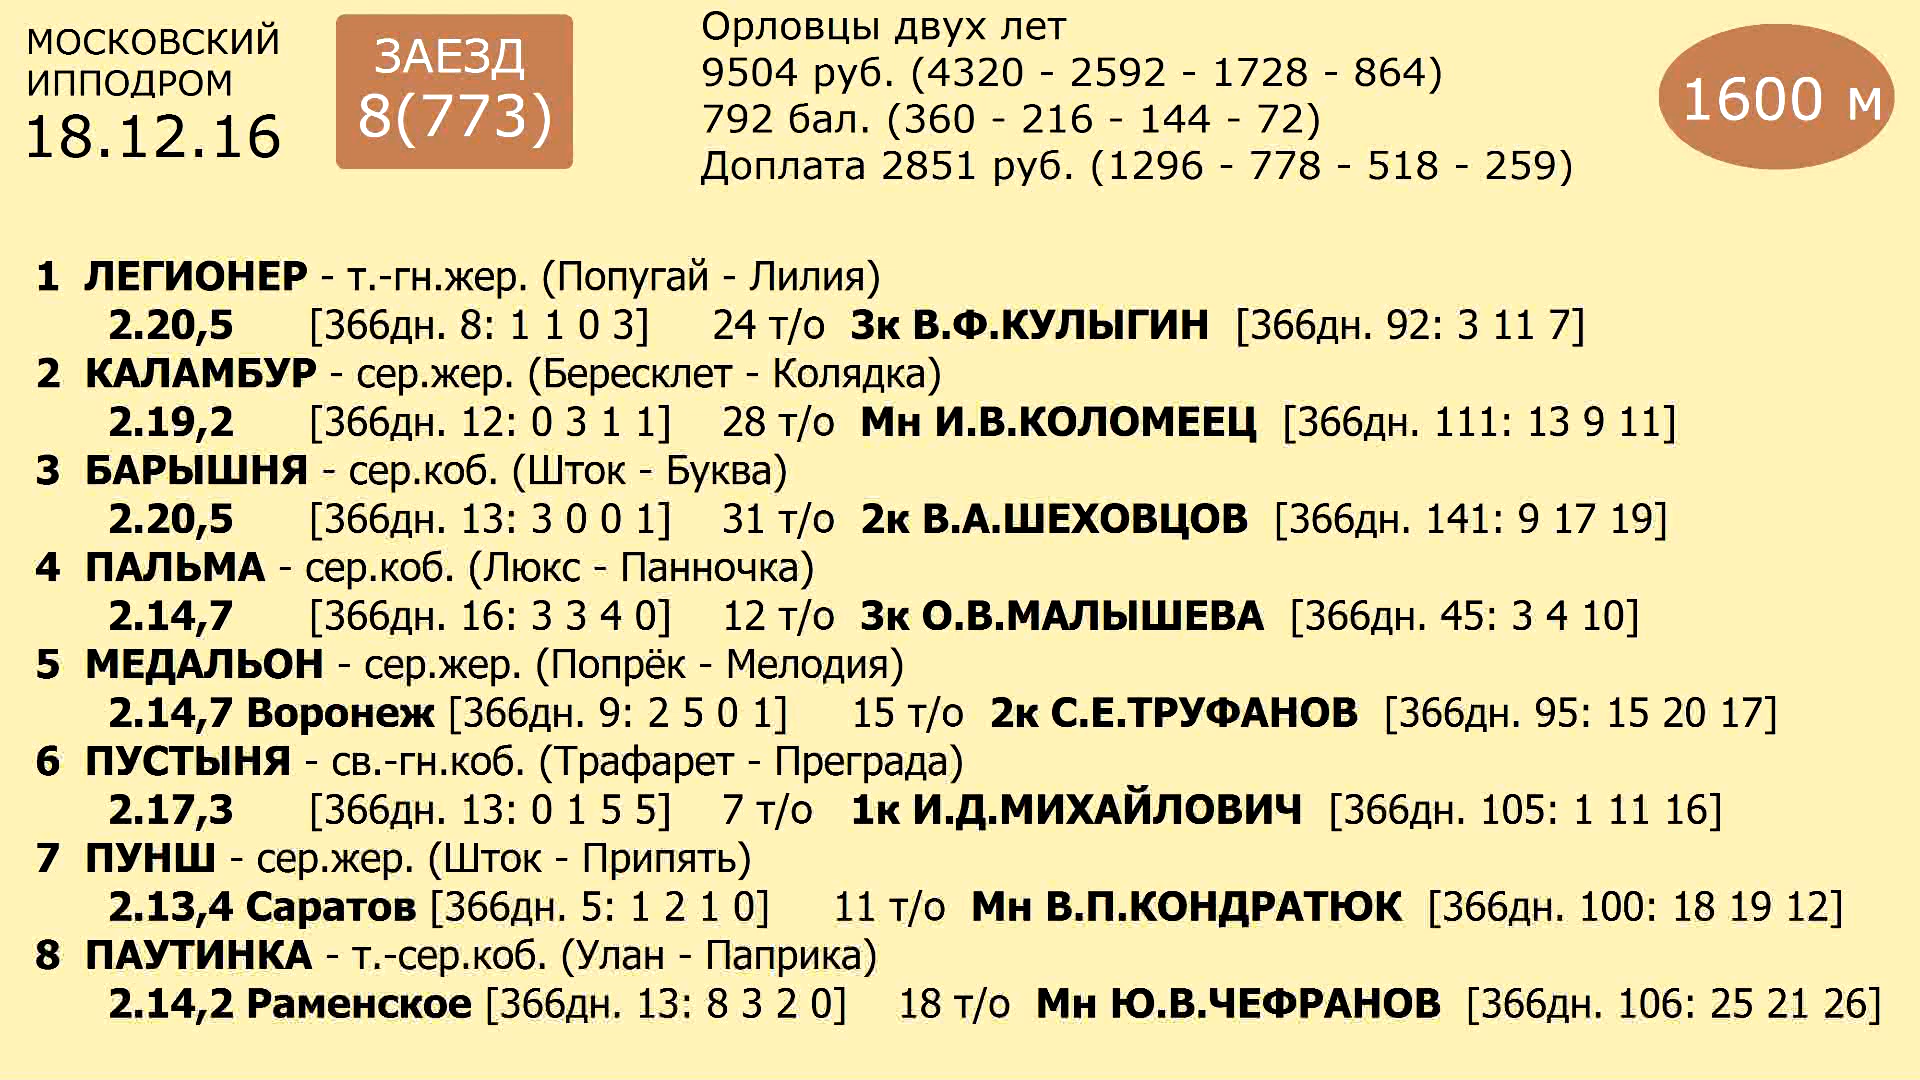 МОСКОВСКИЙ
ИППОДРОМ
18.12.16
ЗАЕЗД
8(773)
Орловцы двух лет
9504 руб. (4320 - 2592 - 1728 - 864)
792 бал. (360 - 216 - 144 - 72)
Доплата 2851 руб. (1296 - 778 - 518 - 259)
1600 м
1 ЛЕГИОНЕР - т.-гн.жер. (Попугай - Лилия)
2.20,5 [366дн. 8: 1 1 0 3] 24 т/о 3к В.Ф.КУЛЫГИН [366дн. 92: 3 11 7]
2 КАЛАМБУР - сер.жер. (Бересклет - Колядка)
2.19,2 [366дн. 12: 0 3 1 1] 28 т/о Мн И.В.КОЛОМЕЕЦ [366дн. 111: 13 9 11]
3 БАРЫШНЯ - сер.коб. (Шток - Буква)
2.20,5 [366дн. 13: 3 0 0 1] 31 т/о 2к В.А.ШЕХОВЦОВ [366дн. 141: 9 17 19]
4 ПАЛЬМА - сер.коб. (Люкс - Панночка)
2.14,7 [366дн. 16: 3 3 4 0] 12 т/о 3к О.В.МАЛЫШЕВА [366дн. 45: 3 4 10]
5 МЕДАЛЬОН - сер.жер. (Попрёк - Мелодия)
2.14,7 Воронеж [366дн. 9: 2 5 0 1] 15 т/о 2к С.Е.ТРУФАНОВ [366дн. 95: 15 20 17]
6 ПУСТЫНЯ - св.-гн.коб. (Трафарет - Преграда)
2.17,3 [366дн. 13: 0 1 5 5] 7 т/о 1к И.Д.МИХАЙЛОВИЧ [366дн. 105: 1 11 16]
7 ПУНШ - сер.жер. (Шток - Припять)
2.13,4 Саратов [366дн. 5: 1 2 1 0] 11 т/о Мн В.П.КОНДРАТЮК [366дн. 100: 18 19 12]
8 ПАУТИНКА - т.-сер.коб. (Улан - Паприка)
2.14,2 Раменское [366дн. 13: 8 3 2 0] 18 т/о Мн Ю.В.ЧЕФРАНОВ [366дн. 106: 25 21 26]